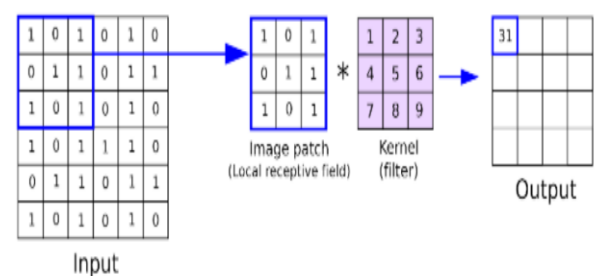 1 0 1 0 1 0
0 1 1 0 1 1
1 0 1 0 1 0
1 0 1 1 1 0
0 1 1 0 1 1
1 0 1 0 1 0
Input
1 0 1
0 1 1
1 0 1
Image patch
(Local receptive field)
*
1 2 3
4 5 6
7 8 9
Kernel
(filter)
31
Output